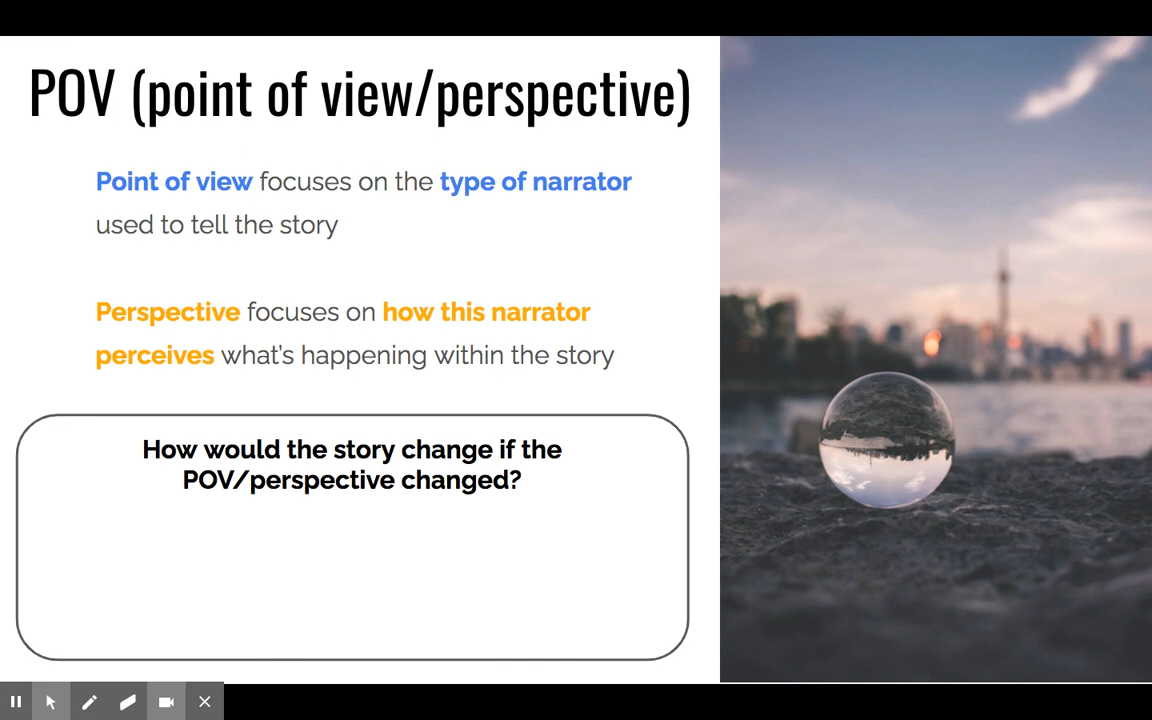 POV (point of view/perspective)
Point of view focuses on the type of narrator
used to tell the story
Perspective focuses on how this narrator
perceives what's happening within the story
How would the story change if the
POV/perspective changed?